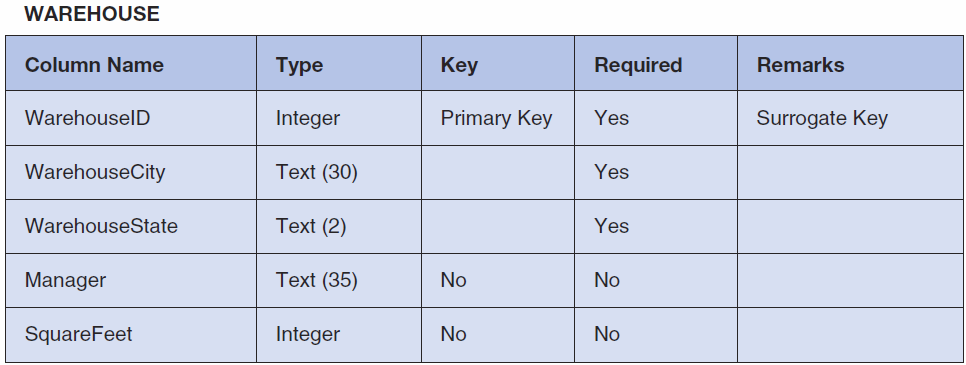 WAREHOUSE
Column Name Type Key Required Remarks
WarehouseID Integer Primary Key Yes Surrogate Key
WarehouseCity Text (30) Yes
WarehouseState Text (2) Yes
Manager Text (35) No No
SquareFeet Integer No No